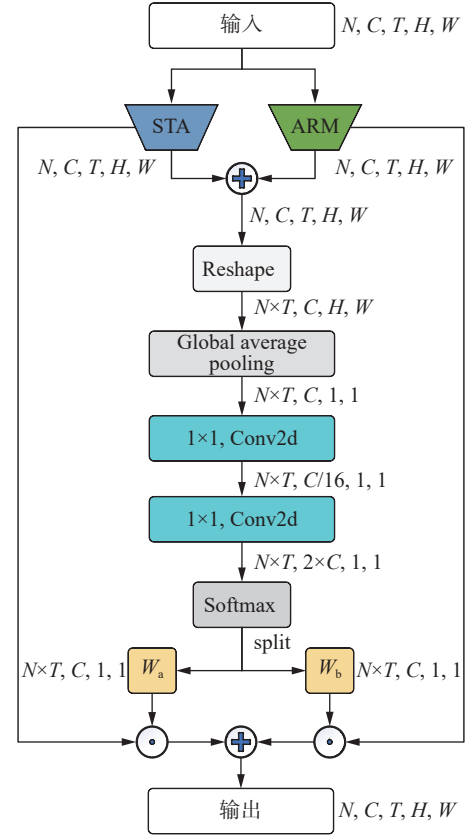 输入 N, C, T, H, W
STA ARM
N, C, T, H, W N, C, T, H, W
N, C, T, H, W
Reshape
N×T, C, H, W
Global average
pooling
N×T, C, 1, 1
1×1, Conv2d
N×T, C/16, 1, 1
1×1, Conv2d
N×T, 2×C, 1, 1
Softmax
split
N×T, C, 1, 1 Wa Wb N×T, C, 1, 1
输出 N, C, T, H, W